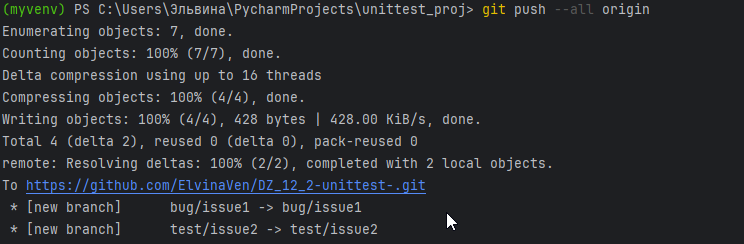 (myvenv) PS C:\Users\Эльвина\PycharmProjects\unittest_proj> git push --all origin
Enumerating objects: 7, done.
Counting objects: 100% (7/7), done.
Delta compression using up to 16 threads
Compressing objects: 100% (4/4), done.
Writing objects: 100% (4/4), 428 bytes | 428.00 KiB/s, done.
Total 4 (delta 2), reused 0 (delta 0), pack-reused 0
remote: Resolving deltas: 100% (2/2), completed with 2 local objects.
To https://github.com/ElvinaVen/DZ_12_2-unittest-.git
 * [new branch]      bug/issue1 -> bug/issue1
 * [new branch]      test/issue2 -> test/issue2